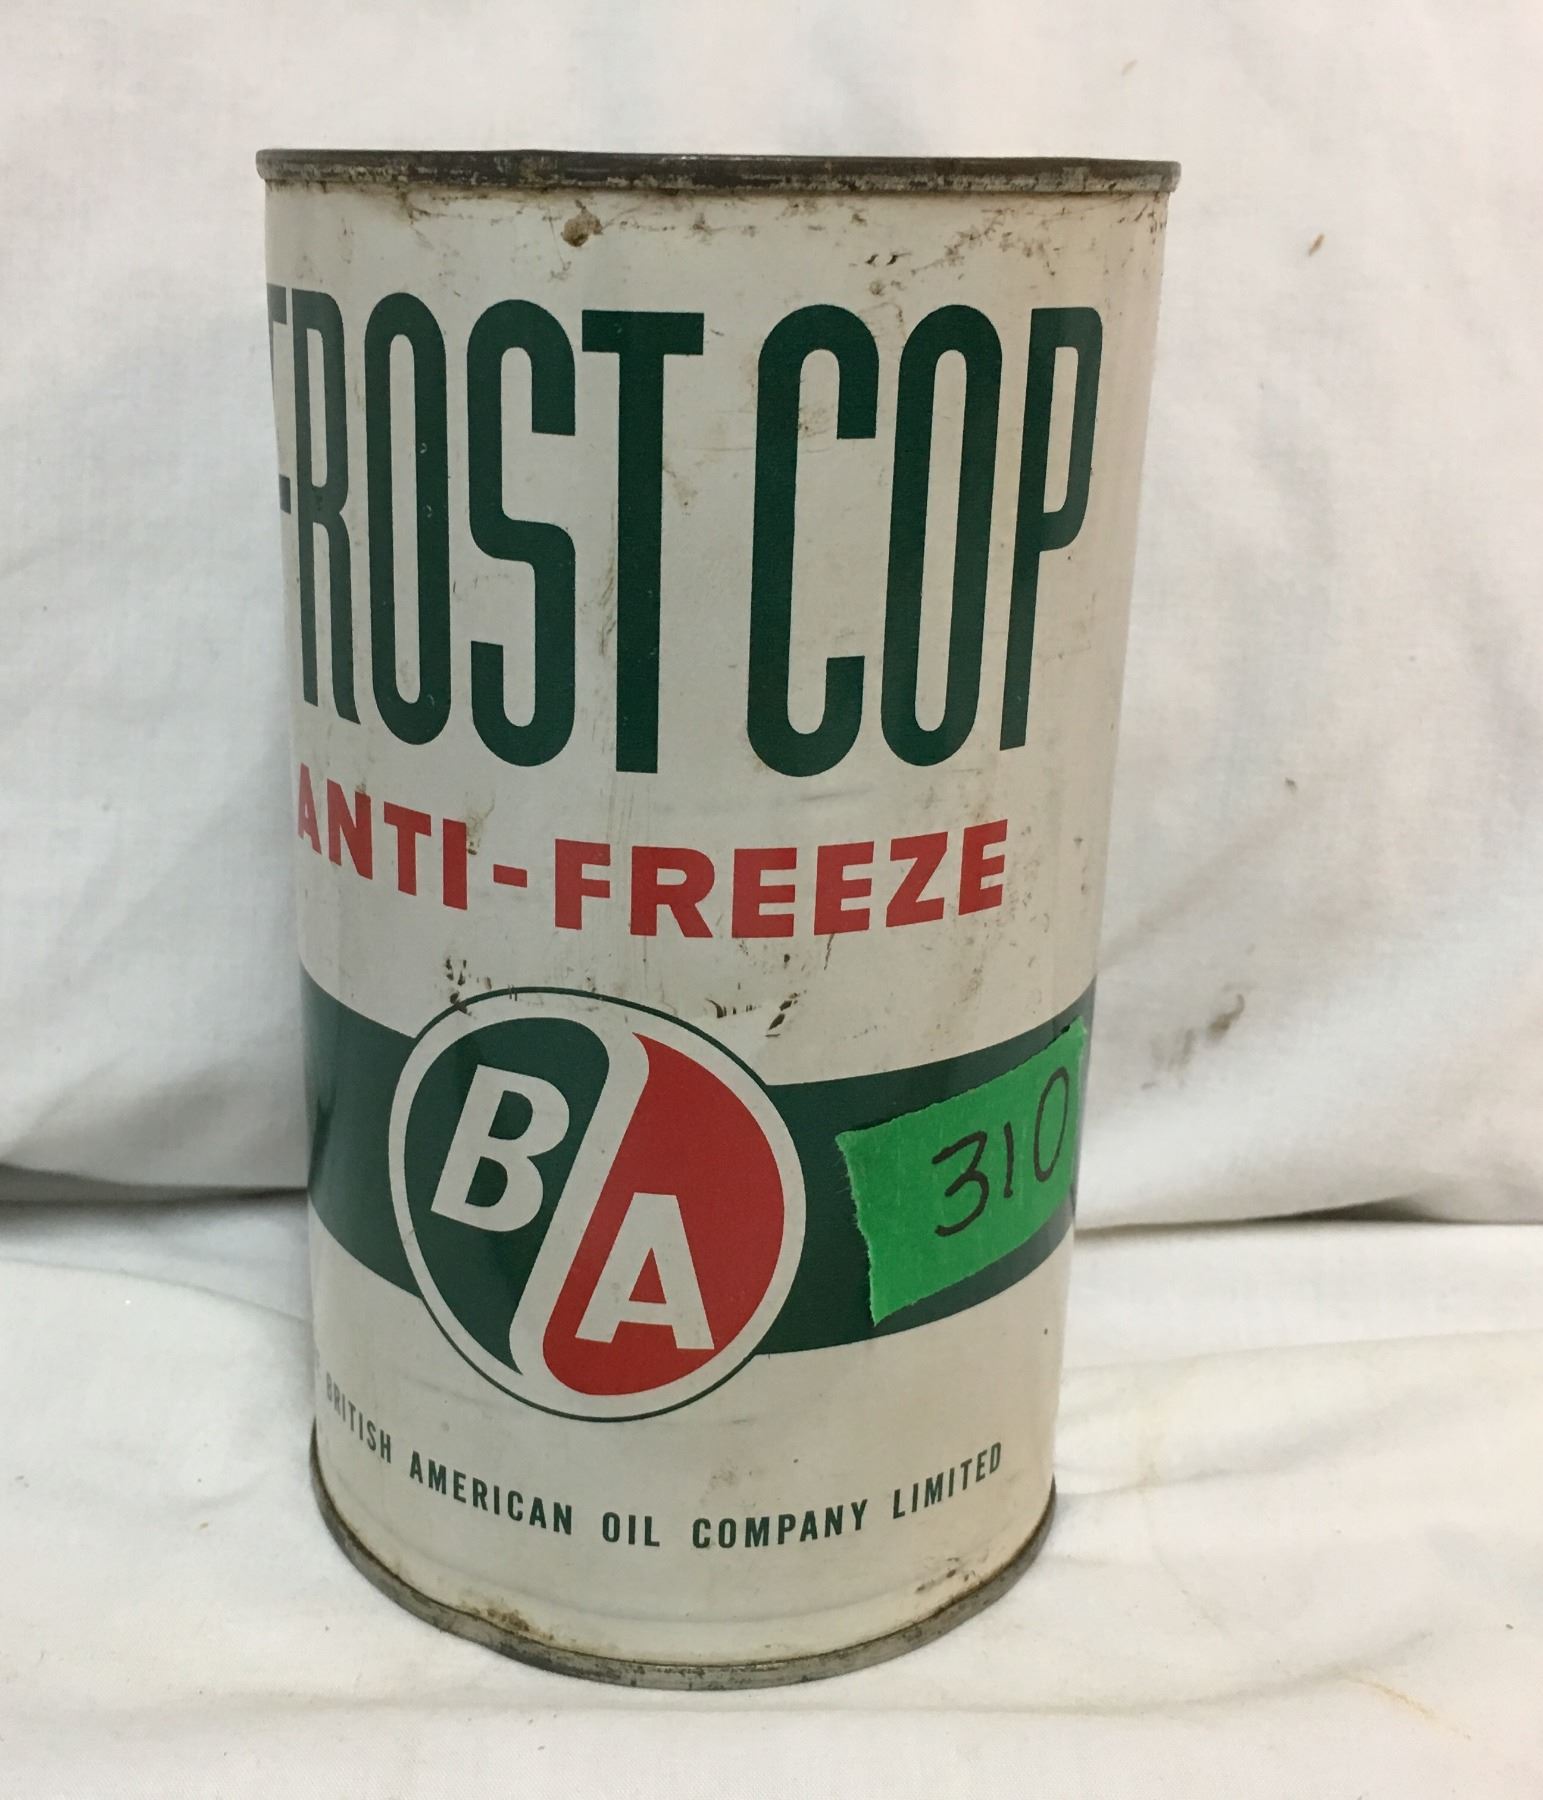 FROST COP
ANTI-FREEZE
BA
310
BRITISH AMERICAN OIL COMPANY LIMITED